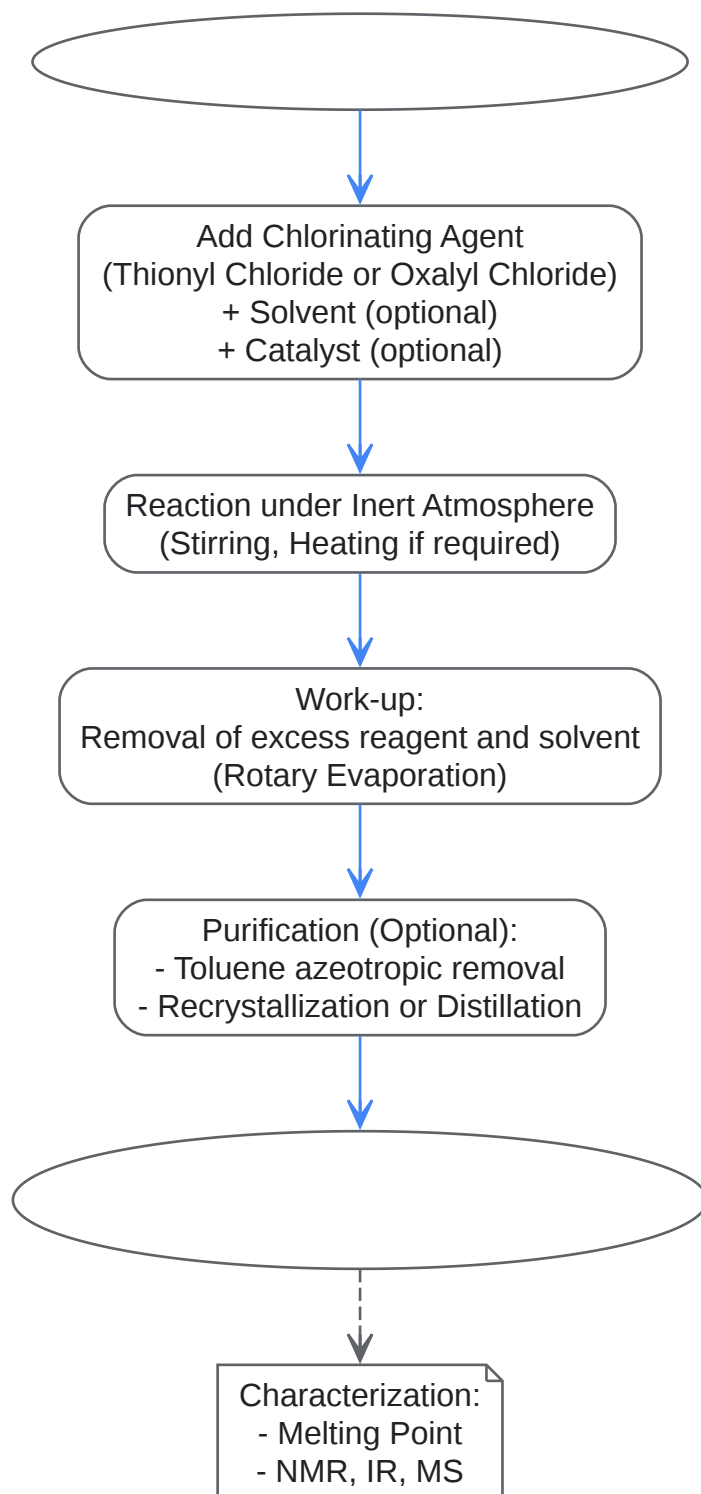 Add Chlorinating Agent
(Thionyl Chloride or Oxalyl Chloride)
+ Solvent (optional)
+ Catalyst (optional)
Reaction under Inert Atmosphere
(Stirring, Heating if required)
Work-up:
Removal of excess reagent and solvent
(Rotary Evaporation)
Purification (Optional):
- Toluene azeotropic removal
- Recrystallization or Distillation
Characterization:
- Melting Point
- NMR, IR, MS